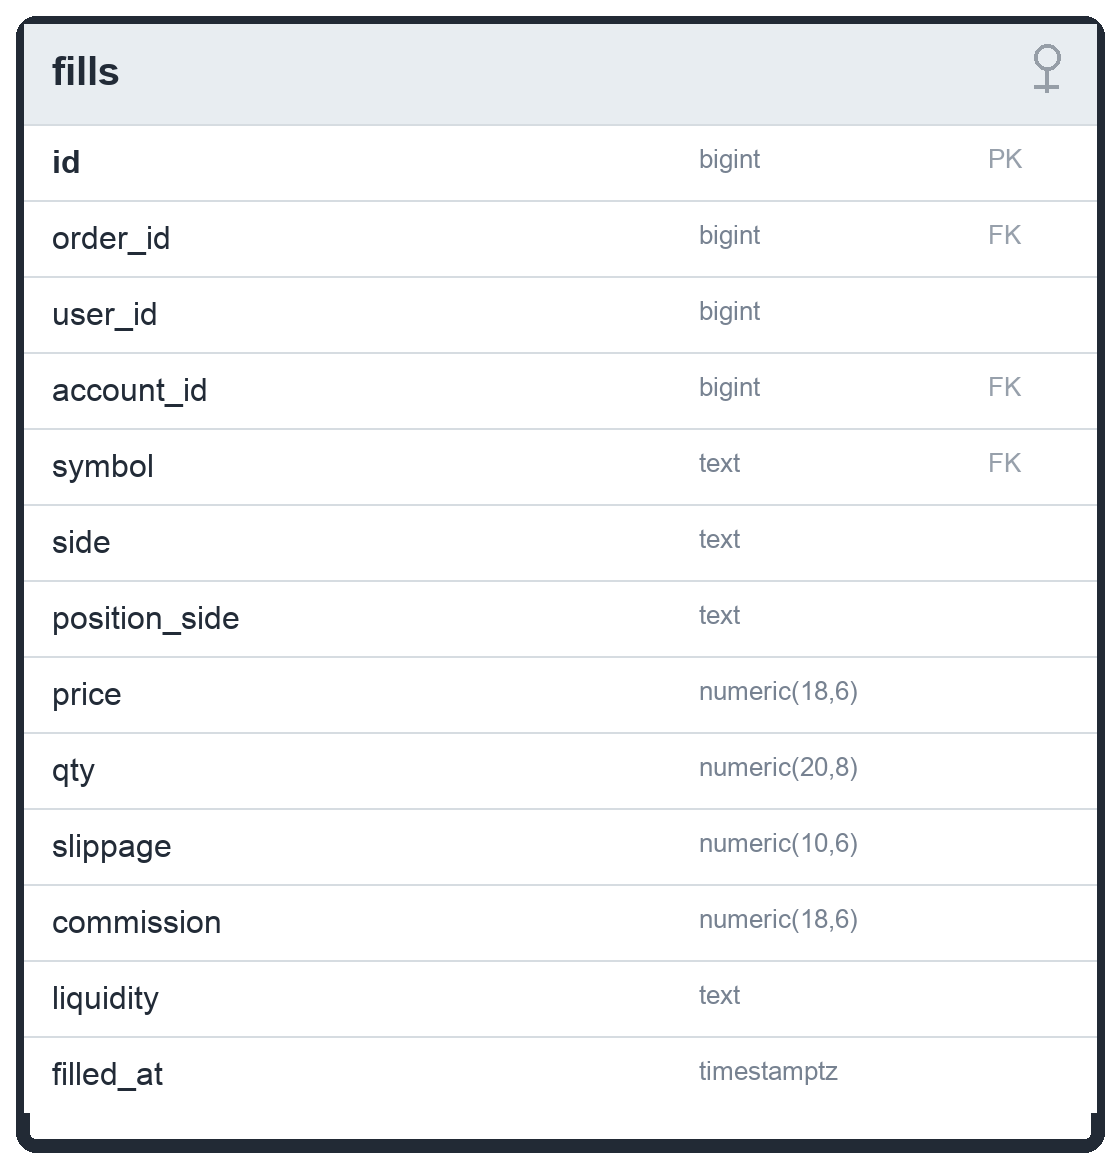 fills
id bigint PK
order_id bigint FK
user_id bigint
account_id bigint FK
symbol text FK
side text
position_side text
price numeric(18,6)
qty numeric(20,8)
slippage numeric(10,6)
commission numeric(18,6)
liquidity text
filled_at timestamptz